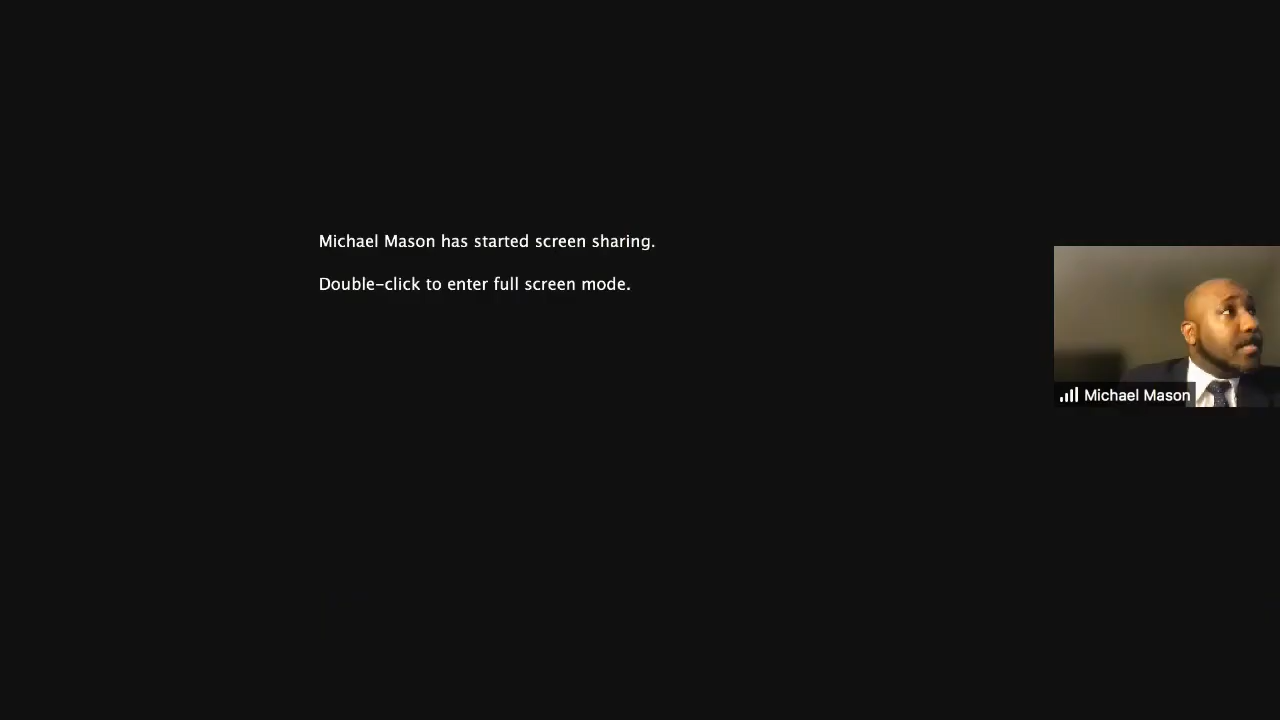 Michael Mason has started screen sharing.
Double-click to enter full screen mode.
Michael Mason